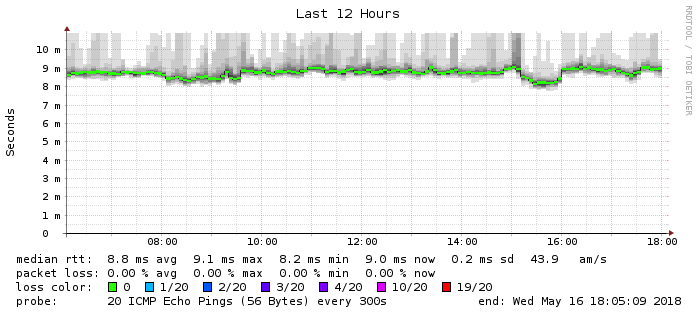 Last 12 Hours
RRDTOOL / TOBI OETIKER
Seconds
10 m
9 m
8 m
7 m
6 m
5 m
4 m
3 m
2 m
1 m
0
08:00 10:00 12:00 14:00 16:00 18:00
median rtt: 8.8 ms avg 9.1 ms max 8.2 ms min 9.0 ms now 0.2 ms sd 43.9 am/s
packet loss: 0.00 % avg 0.00 % max 0.00 % min 0.00 % now
loss color: 0 1/20 2/20 3/20 4/20 10/20 19/20
probe: 20 ICMP Echo Pings (56 Bytes) every 300s end: Wed May 16 18:05:09 2018